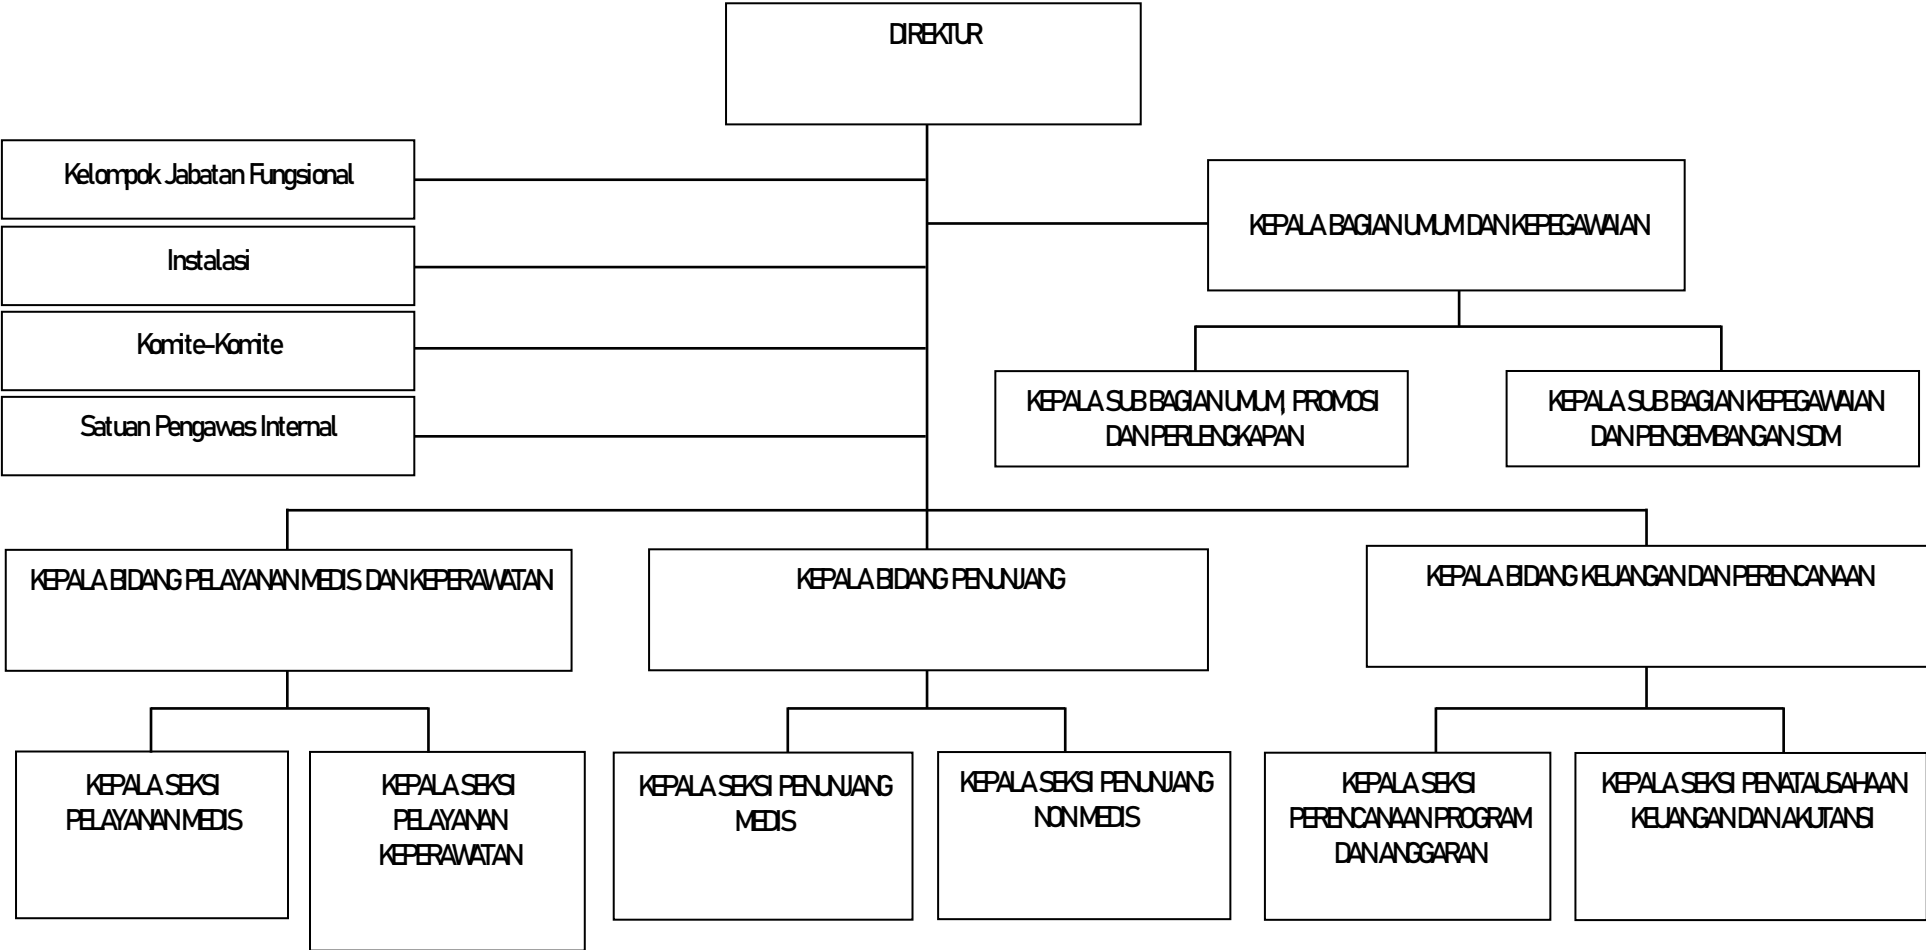 DIREKTUR
Kelompok Jabatan Fungsional
Instalasi
Komite-Komite
Satuan Pengawas Internal
KEPALA BAGIAN UMUM DAN KEPEGAWAIAN
KEPALA SUB BAGIAN UMUM, PROMOSI
DAN PERLENGKAPAN
KEPALA SUB BAGIAN KEPEGAWAIAN
DAN PENGEMBANGAN SDM
KEPALA BIDANG PELAYANAN MEDIS DAN KEPERAWATAN
KEPALA BIDANG PENUNJANG
KEPALA BIDANG KEUANGAN DAN PERENCANAAN
KEPALA SEKSI
PELAYANAN MEDIS
KEPALA SEKSI
PELAYANAN
KEPERAWATAN
KEPALA SEKSI PENUNJANG
MEDIS
KEPALA SEKSI PENUNJANG
NON MEDIS
KEPALA SEKSI
PERENCANAAN PROGRAM
DAN ANGGARAN
KEPALA SEKSI PENATAUSAHAAN
KEUANGAN DAN AKUTANSI